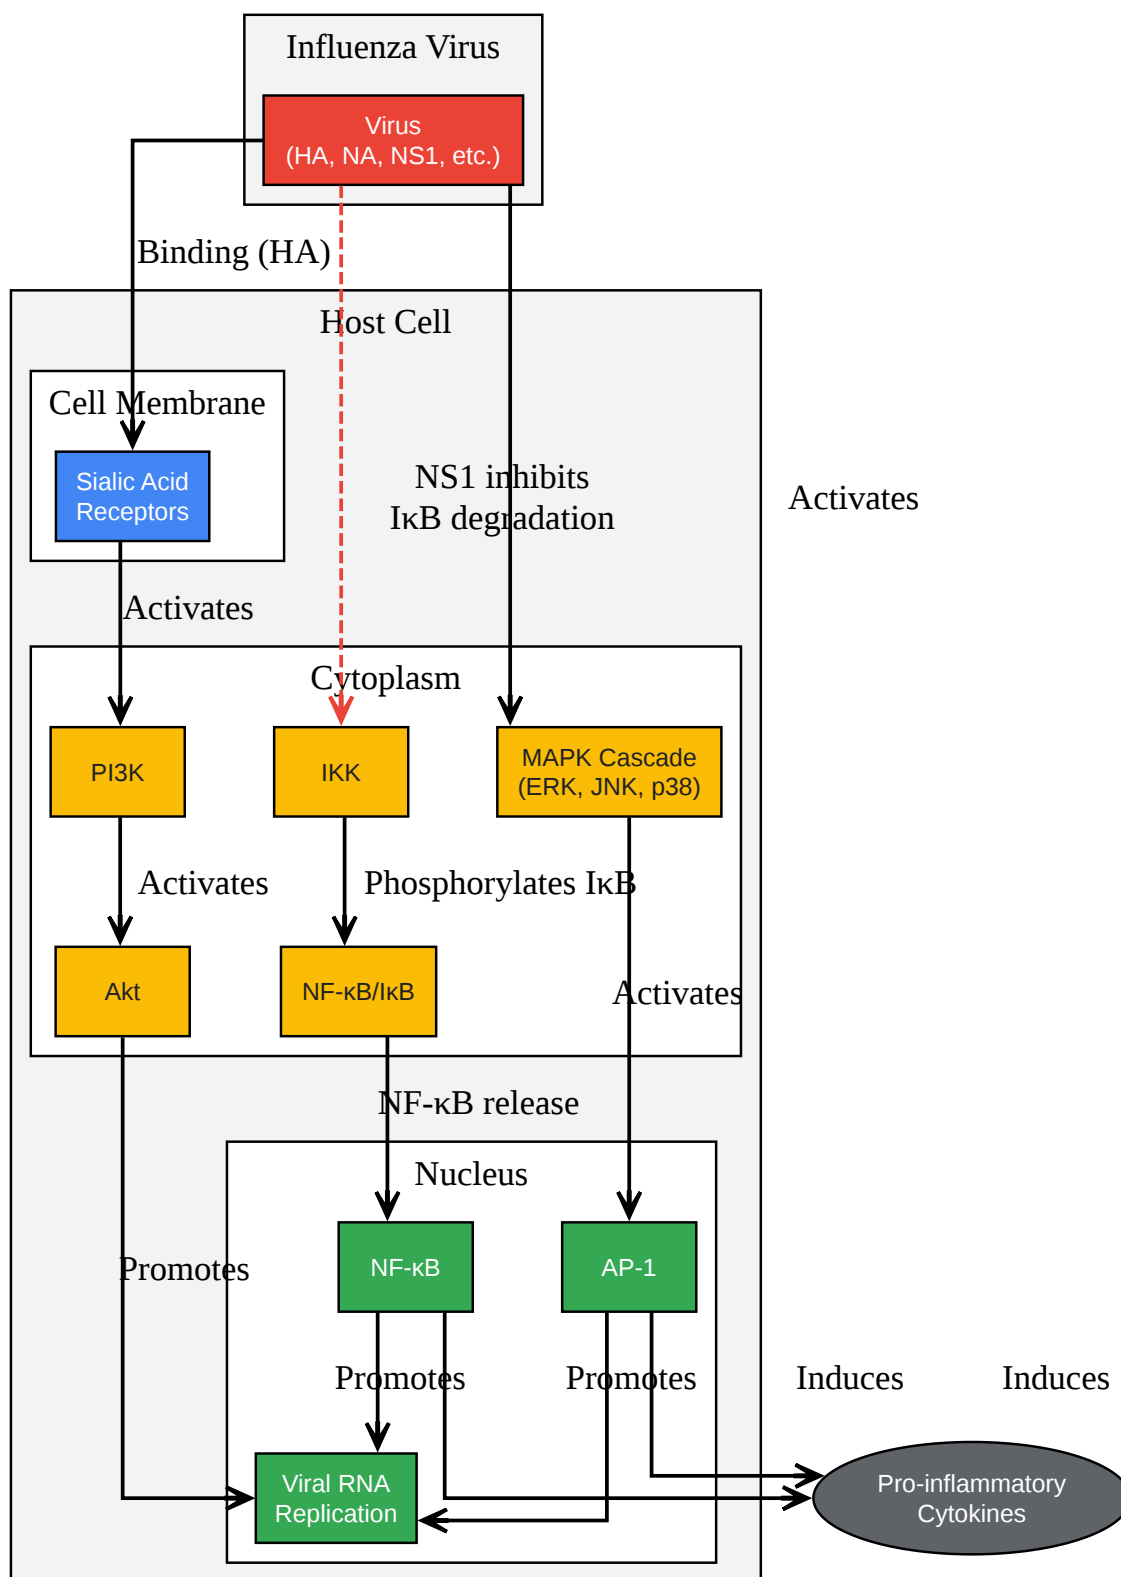 Influenza Virus
Virus
(HA, NA, NS1, etc.)
Binding (HA)
Host Cell
Cell Membrane
Sialic Acid
Receptors
NS1 inhibits
IκB degradation
Activates
Activates
Cytoplasm
PI3K
IKK
MAPK Cascade
(ERK, JNK, p38)
Activates
Phosphorylates IκB
Akt
NF-κB/IκB
Activates
NF-κB release
Nucleus
Promotes
NF-κB
AP-1
Promotes
Promotes
Induces
Induces
Viral RNA
Replication
Pro-inflammatory
Cytokines